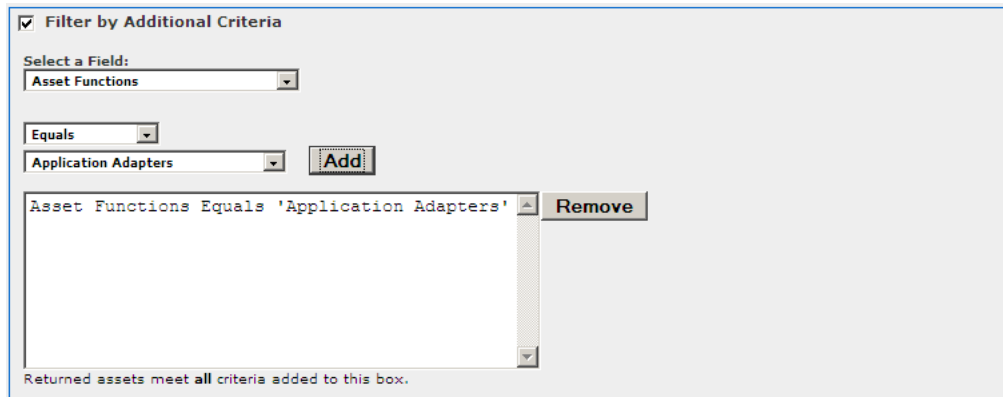 Filter by Additional Criteria
Select a Field:
Asset Functions
Equals
Application Adapters
Add
Asset Functions Equals 'Application Adapters'
Remove
Returned assets meet all criteria added to this box.